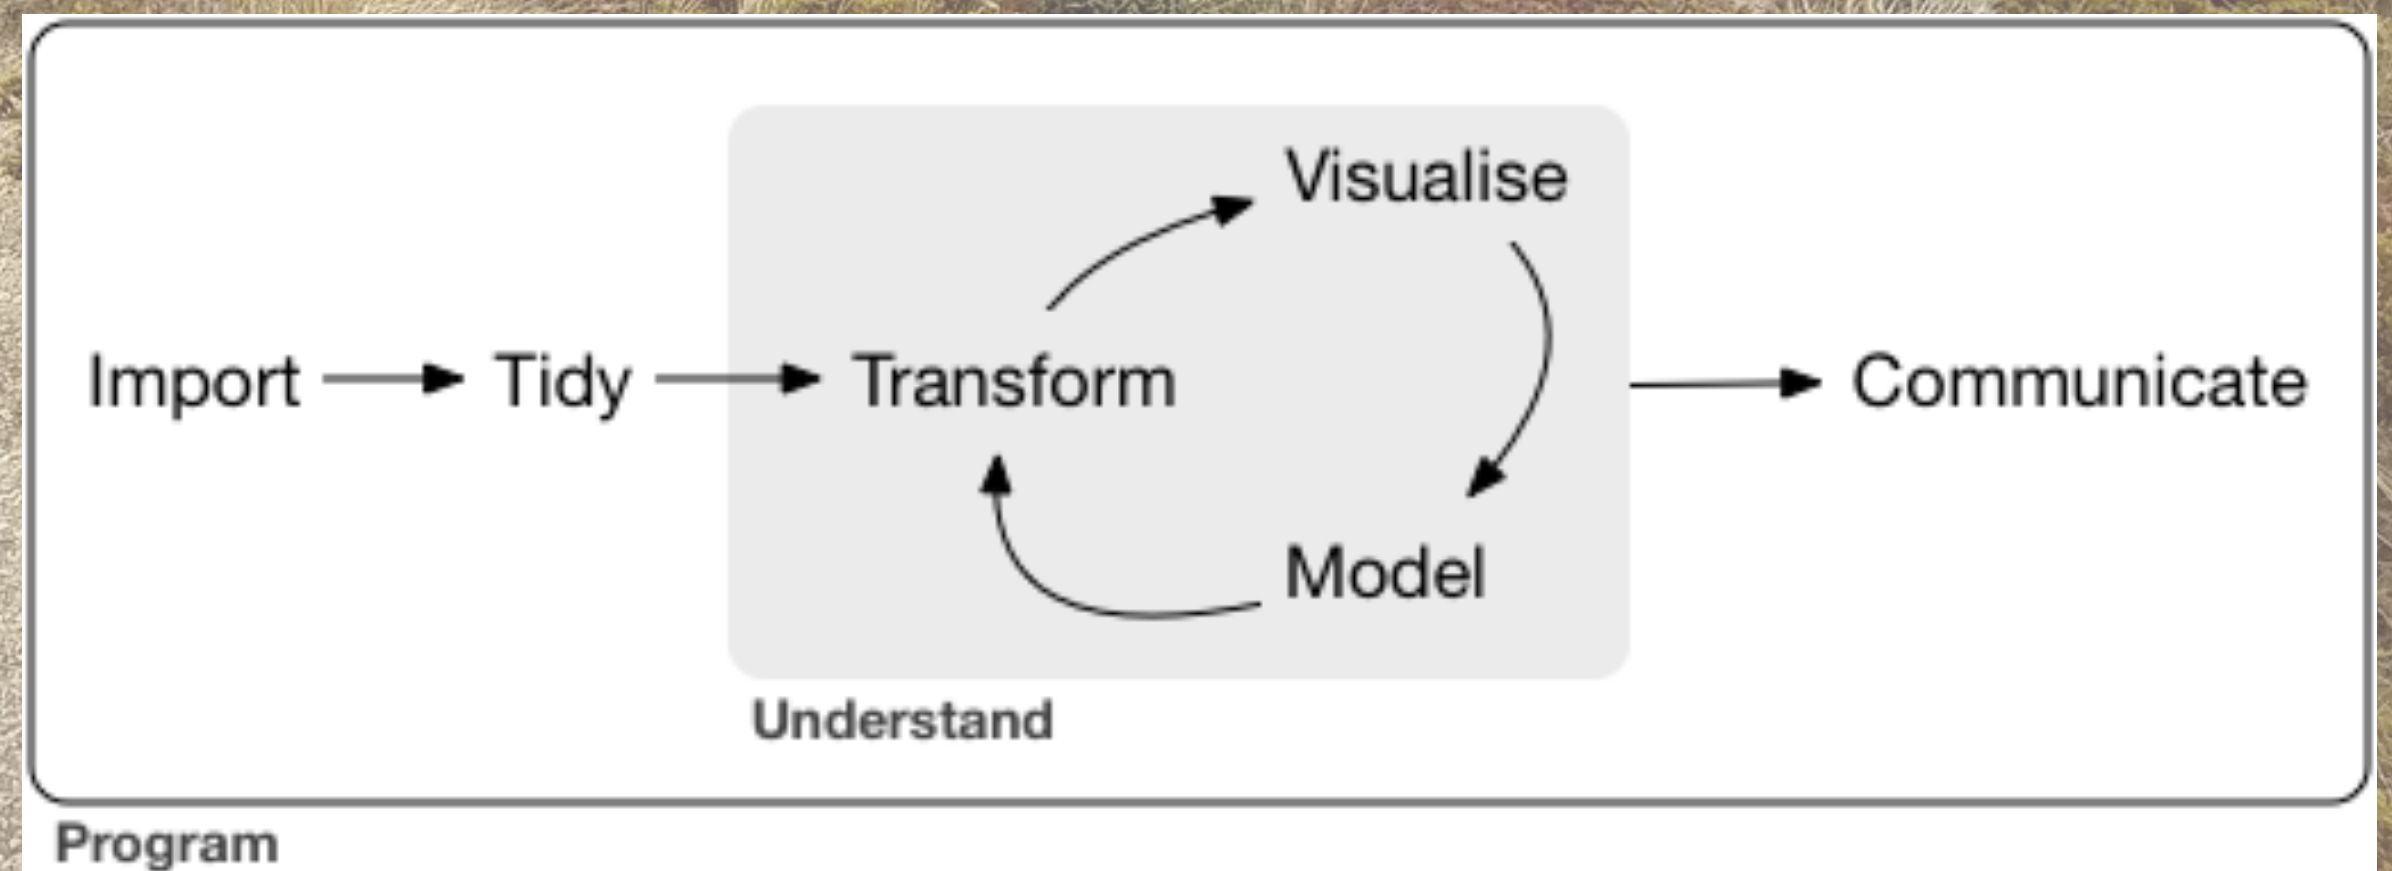 Visualise
Import Tidy Transform Communicate
Model
Understand
Program